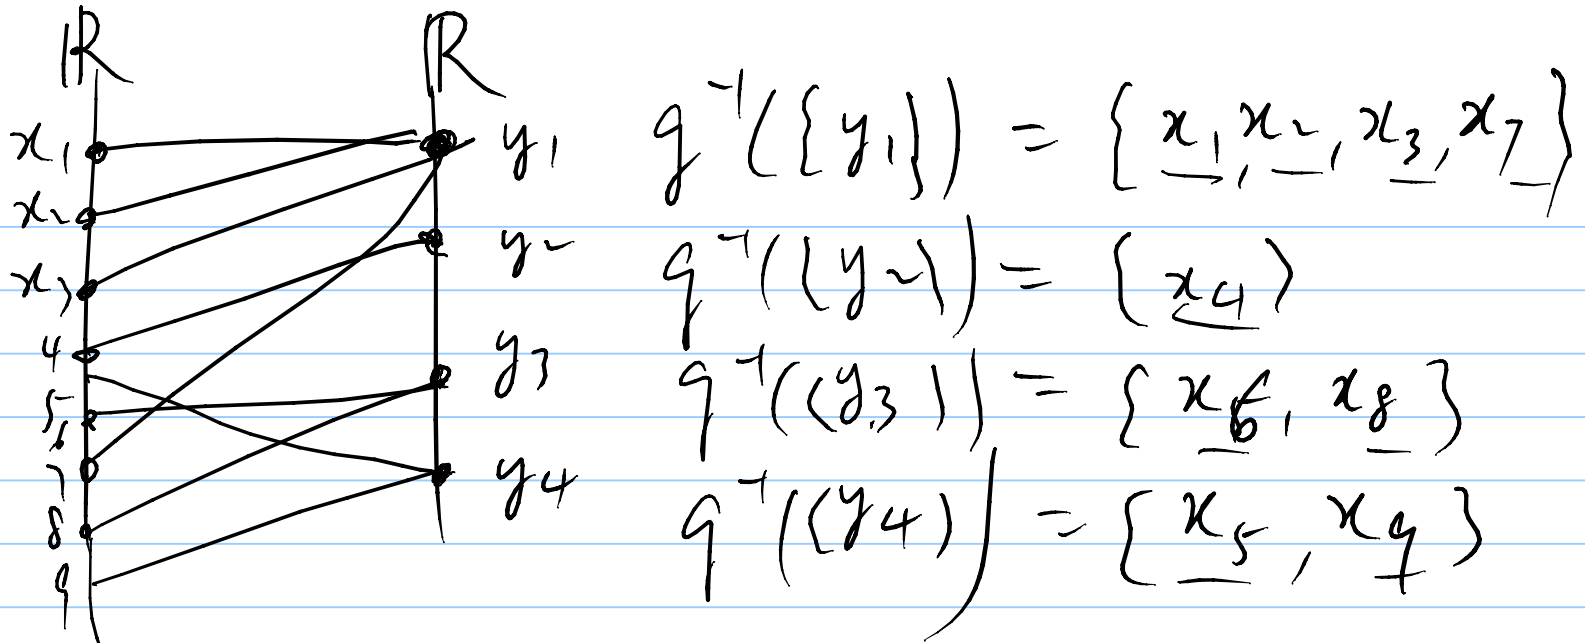 ℝ ℝ
x₁ y₁ g⁻¹({y₁}) = {x₁, x₂, x₃, x₇}
x₂
x₃ y₂ g⁻¹({y₂}) = {x₄}
4 y₃ g⁻¹({y₃}) = {x₆, x₈}
5
6
7 y₄ g⁻¹({y₄}) = {x₅, x₉}
8
9